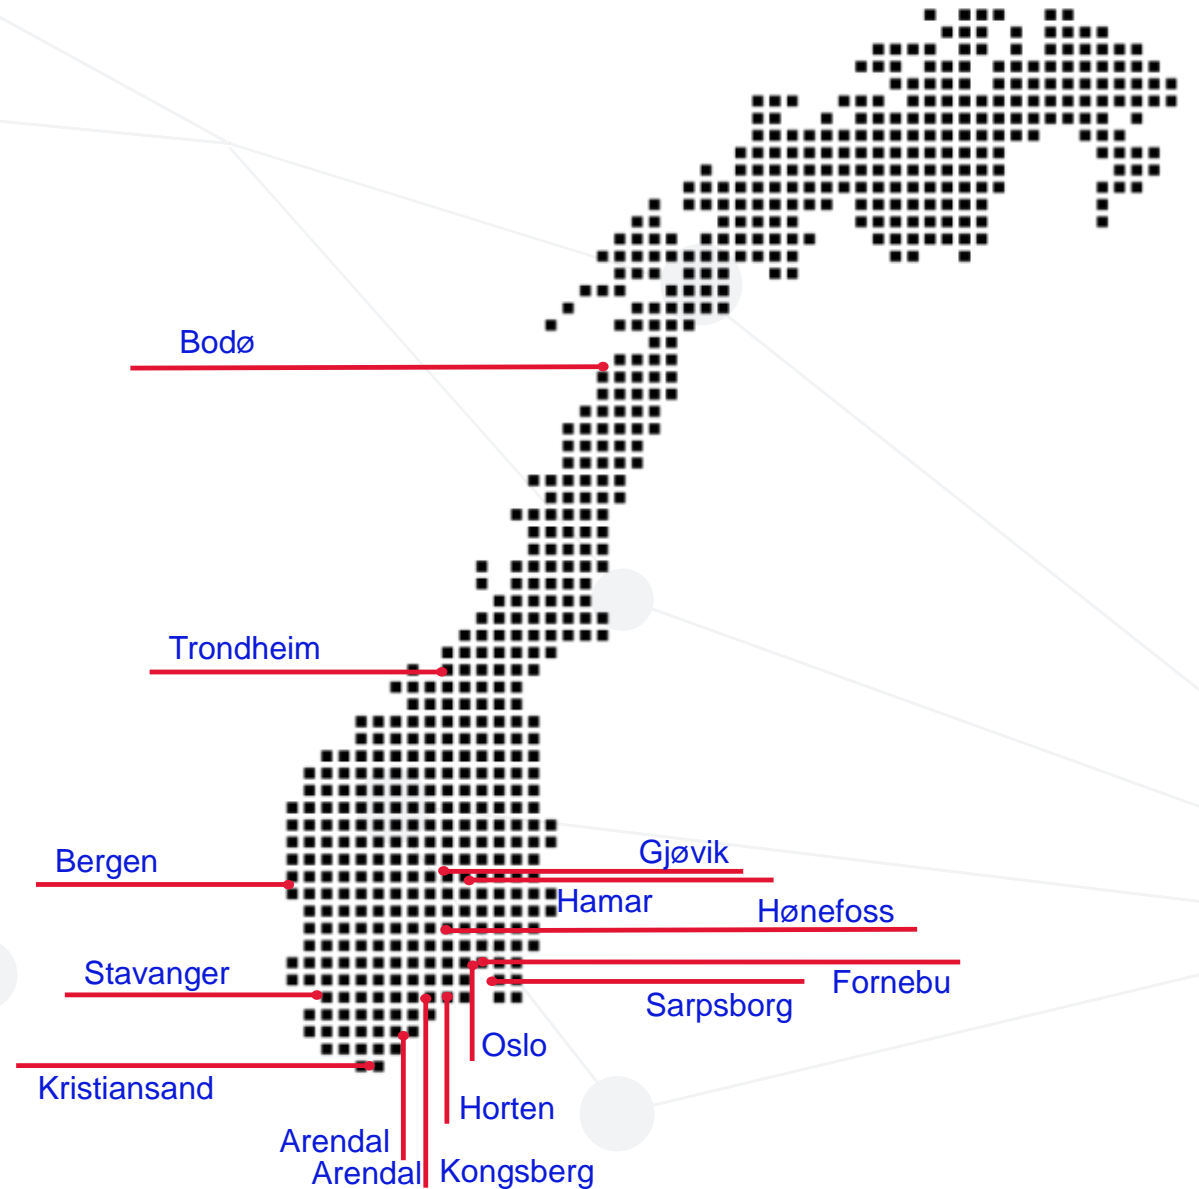 Bodø
Trondheim
Gjøvik
Bergen
Hamar
Hønefoss
Stavanger
Fornebu
Sarpsborg
Oslo
Kristiansand
Horten
Arendal
Arendal
Kongsberg